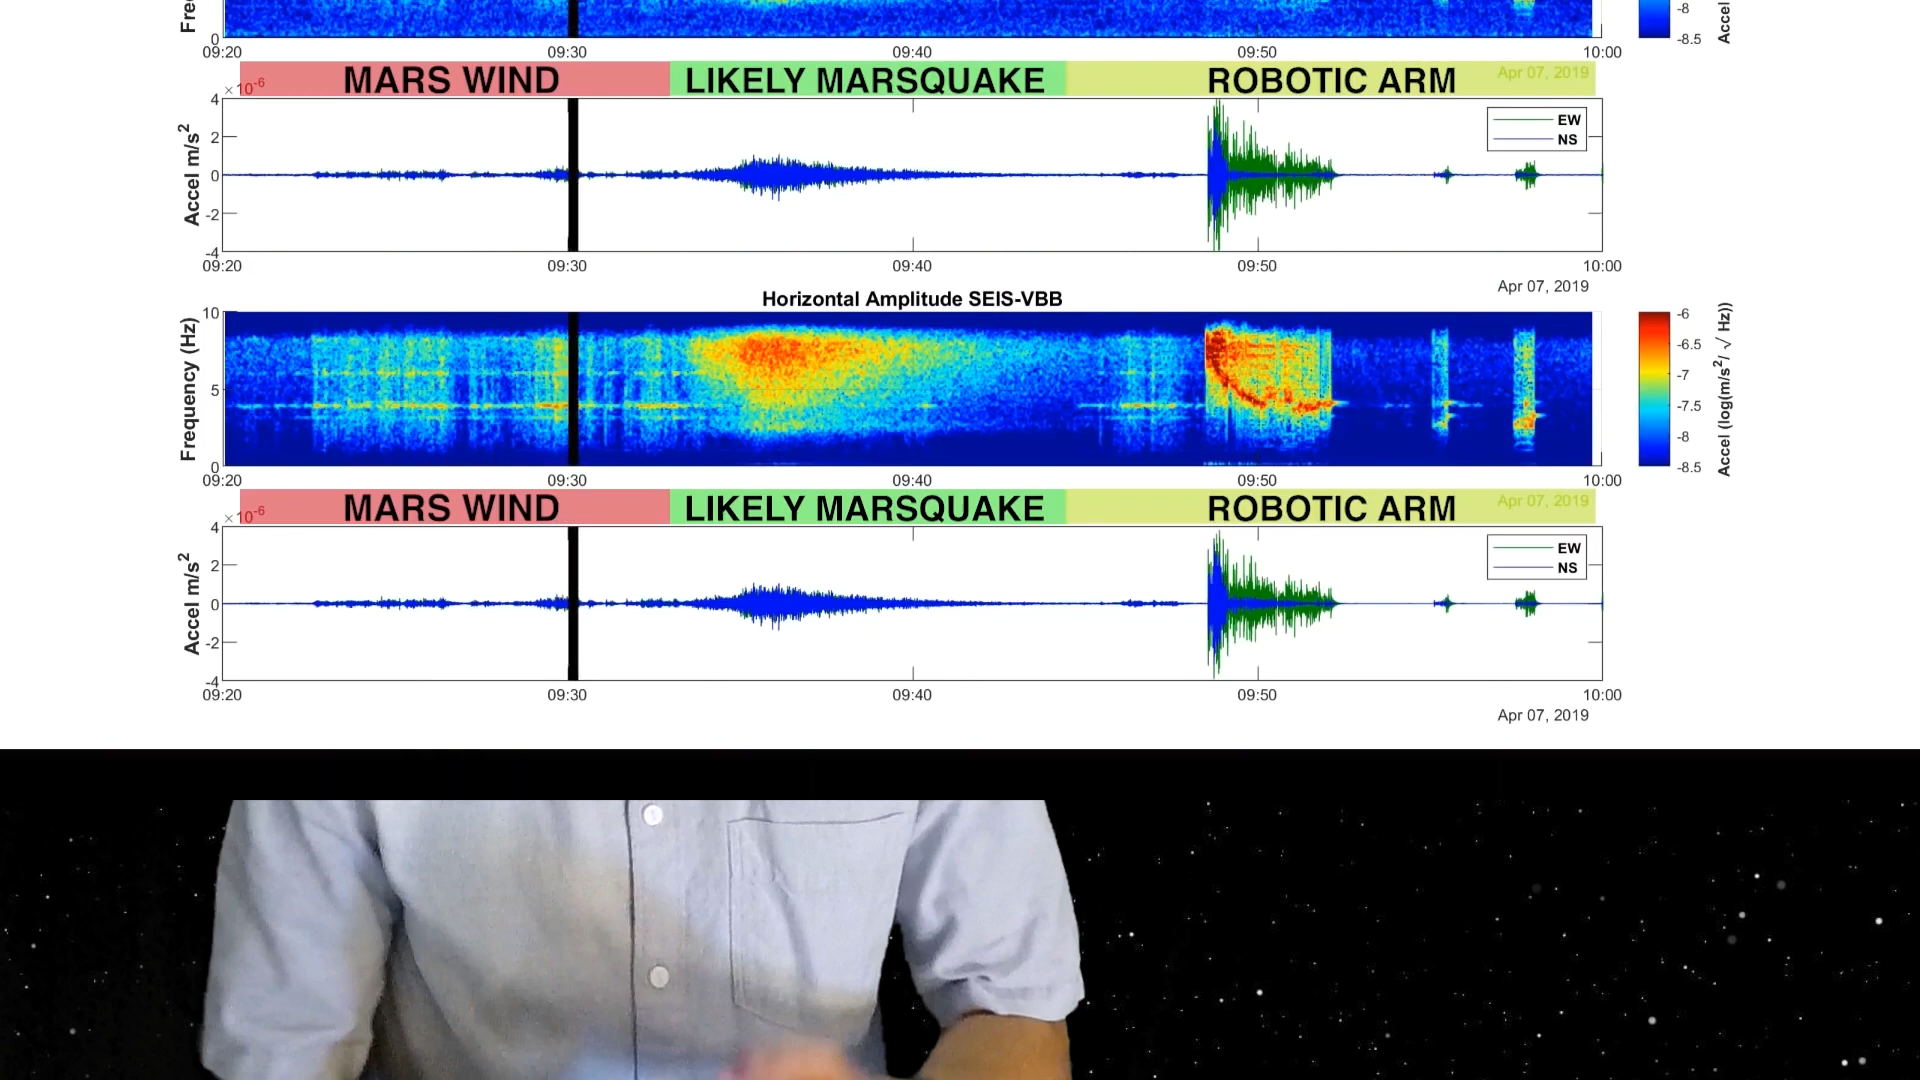 Fre
0
09:20 09:30 09:40 09:50 10:00
-8
-8.5
Accel
MARS WIND LIKELY MARSQUAKE ROBOTIC ARM Apr 07, 2019
× 10-6
4
2
0
-2
-4
Accel m/s2
EW
NS
09:20 09:30 09:40 09:50 10:00
Apr 07, 2019
Horizontal Amplitude SEIS-VBB
10
5
0
Frequency (Hz)
09:20 09:30 09:40 09:50 10:00
-6
-6.5
-7
-7.5
-8
-8.5
Accel (log(m/s2/ √ Hz))
MARS WIND LIKELY MARSQUAKE ROBOTIC ARM Apr 07, 2019
× 10-6
4
2
0
-2
-4
Accel m/s2
EW
NS
09:20 09:30 09:40 09:50 10:00
Apr 07, 2019